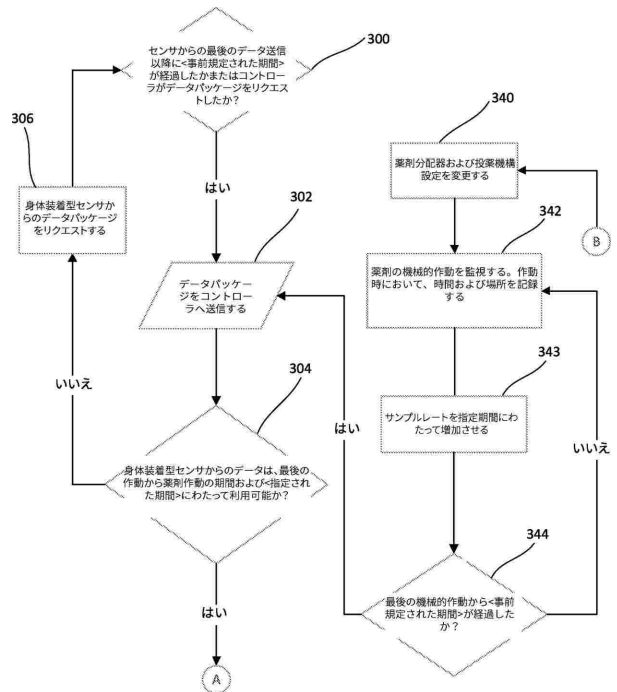 センサからの最後のデータ送信
以降に<事前規定された期間>
が経過したかまたはコントロー
ラがデータパッケージをリクエス
トしたか？
300
306
身体装着型センサか
らのデータパッケージ
をリクエストする
はい
302
データパッケー
ジをコントローラ
へ送信する
304
いいえ
身体装着型センサからのデータは、最後の
作動から薬剤作動の期間および<指定され
た期間>にわたって利用可能か？
はい
A
340
薬剤分配器および投薬機構
設定を変更する
B
342
薬剤の機械的作動を監視する。作動
時において、時間および場所を記録
する
343
サンプルレートを指定期間にわ
たって増加させる
はい
いいえ
344
最後の機械的作動から<事前
規定された期間>が経過した
か？